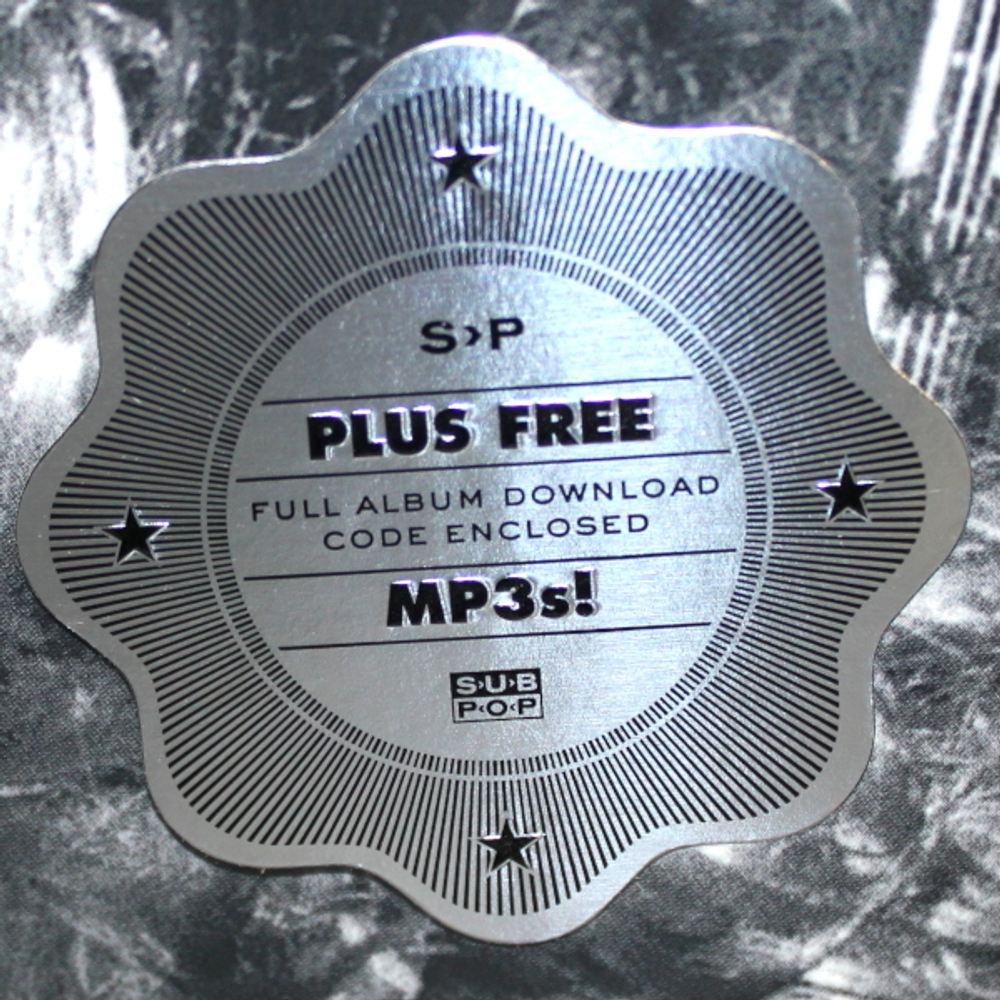 S›P
PLUS FREE
FULL ALBUM DOWNLOAD
CODE ENCLOSED
MP3s!
S›U›B
P‹O‹P